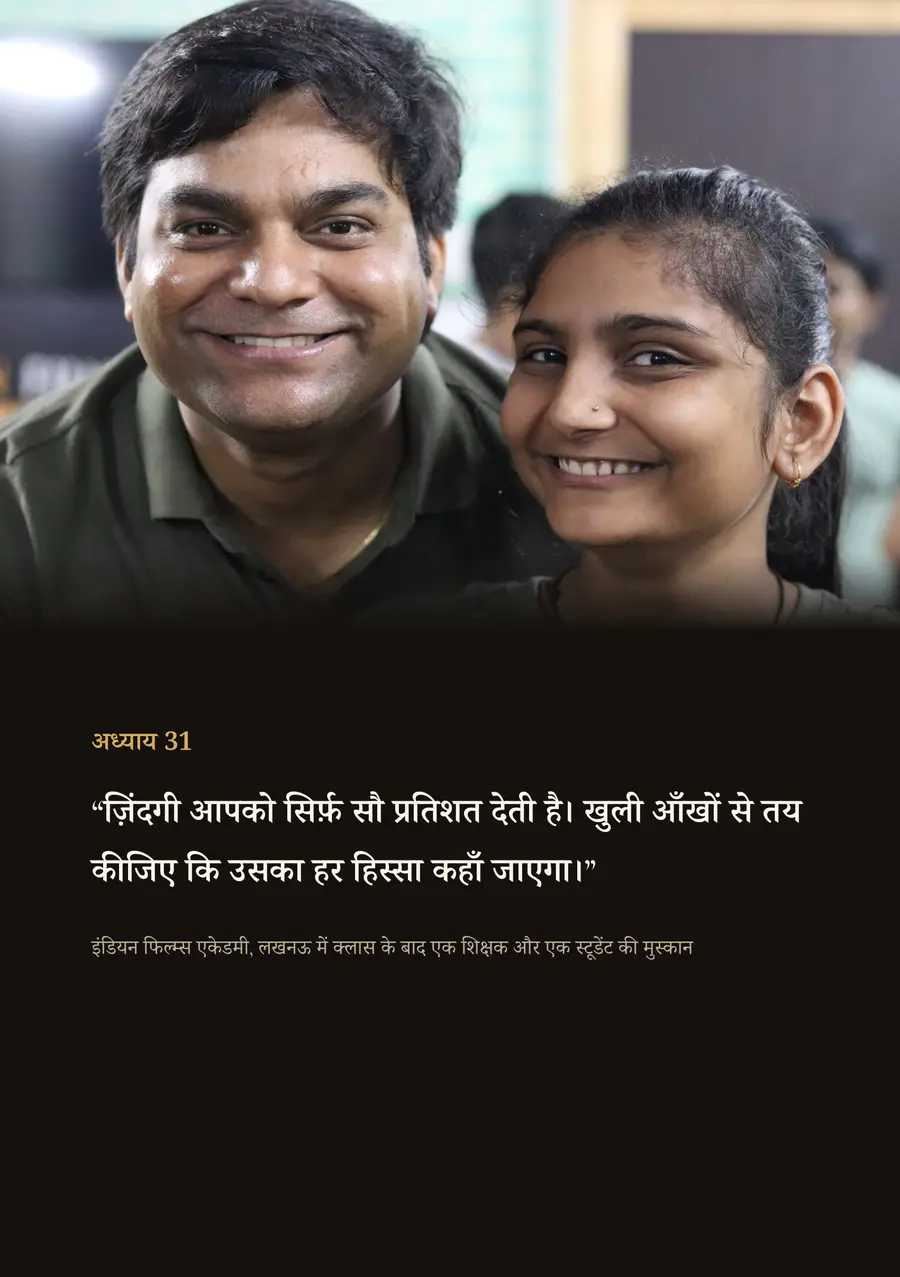 अध्याय 31
“ज़िंदगी आपको सिर्फ़ सौ प्रतिशत देती है। खुली आँखों से तय
कीजिए कि उसका हर हिस्सा कहाँ जाएगा।”
इंडियन फिल्म्स एकेडमी, लखनऊ में क्लास के बाद एक शिक्षक और एक स्टूडेंट की मुस्कान